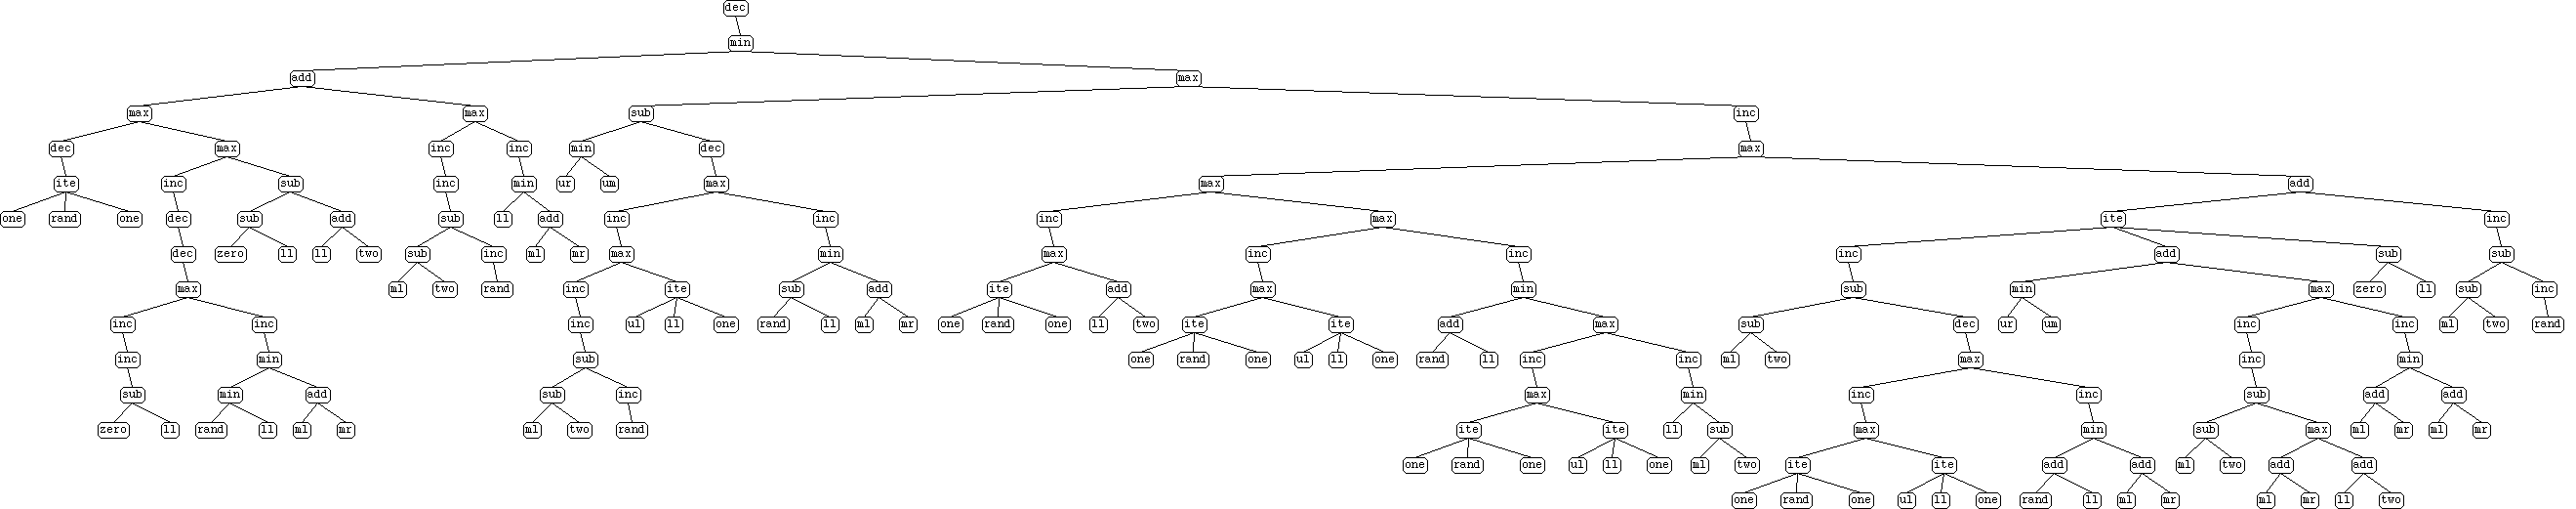 dec
min
add max
max max sub inc
dec max inc inc min dec max
ite inc sub inc min ur um max max add
one rand one dec sub add sub ll add inc inc inc max ite inc
dec zero ll ll two sub inc ml mr max min max inc inc inc add sub sub
max ml two rand inc ite sub add ite add max min sub min max zero ll sub inc
inc inc inc ul ll one rand ll ml mr one rand one ll two ite ite add max sub dec ur um inc inc ml two rand
inc min sub one rand one ul ll one rand ll inc inc ml two max inc min
sub min add sub inc max min inc inc sub add add
zero ll rand ll ml mr ml two rand ite ite ll sub max min sub max ml mr ml mr
one rand one ul ll one ml two ite ite add add ml two add add
one rand one ul ll one rand ll ml mr ml mr ll two